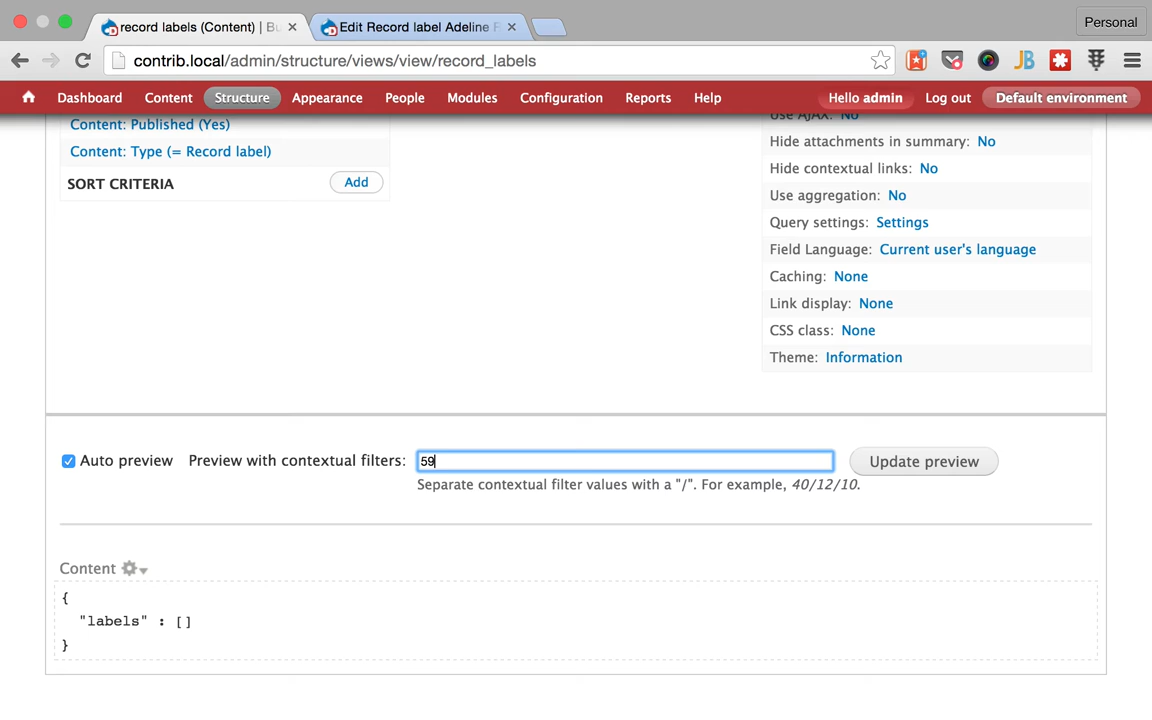 record labels (Content) | Bu
Edit Record label Adeline
Personal
contrib.local/admin/structure/views/view/record_labels
JB
Dashboard Content Structure Appearance People Modules Configuration Reports Help Hello admin Log out Default environment
Content: Published (Yes)
Content: Type (= Record label)
SORT CRITERIA Add
Use AJAX: No
Hide attachments in summary: No
Hide contextual links: No
Use aggregation: No
Query settings: Settings
Field Language: Current user's language
Caching: None
Link display: None
CSS class: None
Theme: Information
Auto preview Preview with contextual filters: 59 Update preview
Separate contextual filter values with a "/". For example, 40/12/10.
Content
{
"labels" : []
}